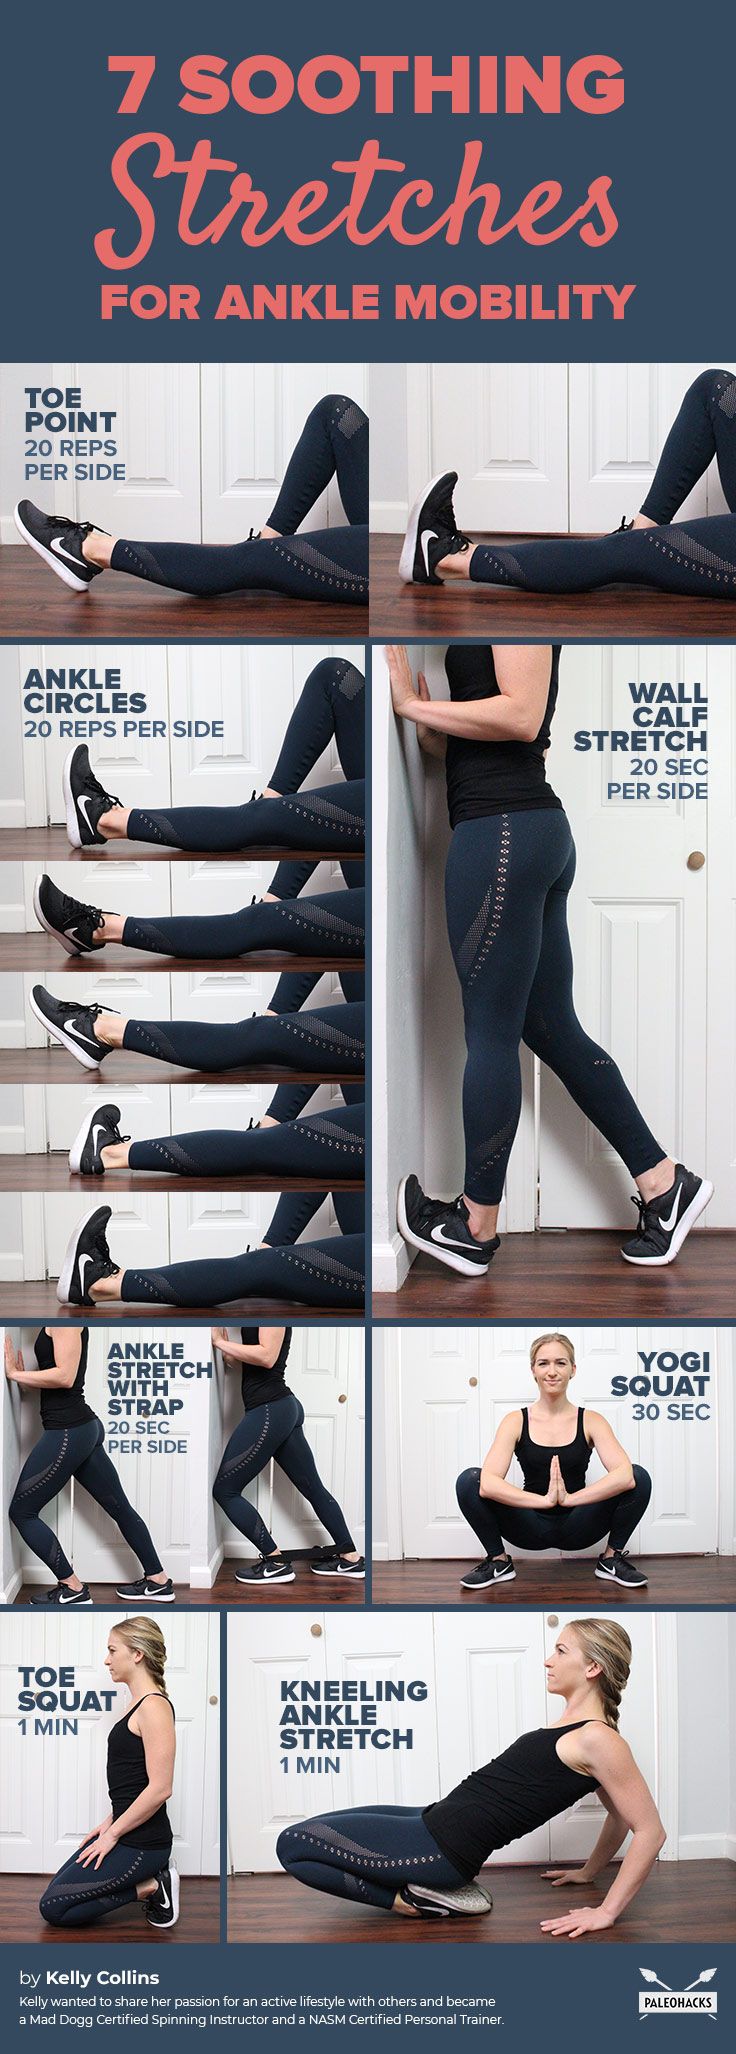 7 SOOTHING
Stretches
FOR ANKLE MOBILITY
TOE
POINT
20 REPS
PER SIDE
ANKLE
CIRCLES
20 REPS PER SIDE
WALL
CALF
STRETCH
20 SEC
PER SIDE
ANKLE
STRETCH
WITH
STRAP
20 SEC
PER SIDE
YOGI
SQUAT
30 SEC
TOE
SQUAT
1 MIN
KNEELING
ANKLE
STRETCH
1 MIN
by Kelly Collins
Kelly wanted to share her passion for an active lifestyle with others and became
a Mad Dogg Certified Spinning Instructor and a NASM Certified Personal Trainer.
PALEOHACKS